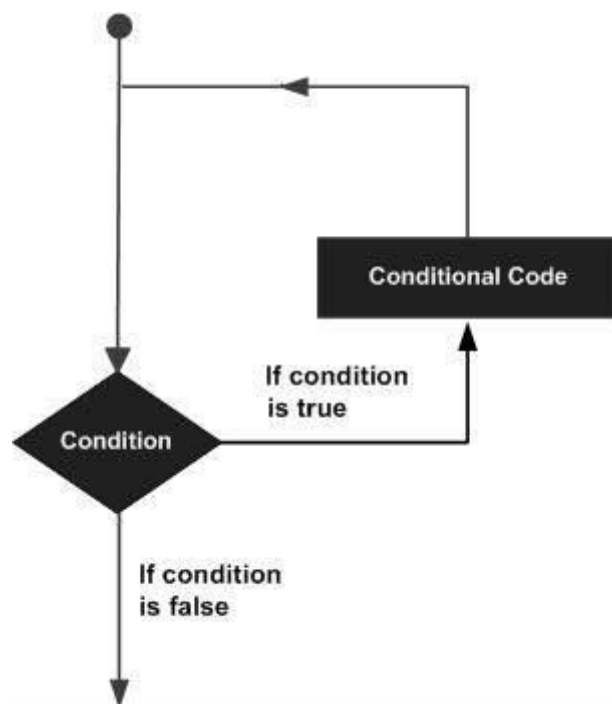 Conditional Code
If condition
is true
Condition
If condition
is false